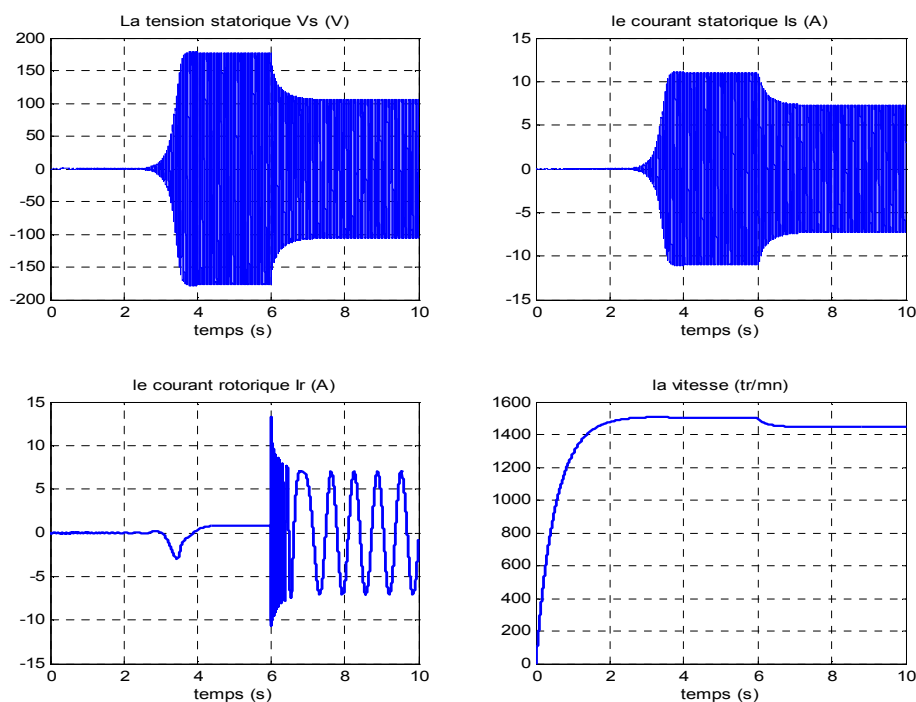 La tension statorique Vs (V)
200
150
100
50
0
-50
-100
-150
-200
0 2 4 6 8 10
temps (s)
le courant statorique Is (A)
15
10
5
0
-5
-10
-15
0 2 4 6 8 10
temps (s)
le courant rotorique Ir (A)
15
10
5
0
-5
-10
-15
0 2 4 6 8 10
temps (s)
la vitesse (tr/mn)
1600
1400
1200
1000
800
600
400
200
0
0 2 4 6 8 10
temps (s)